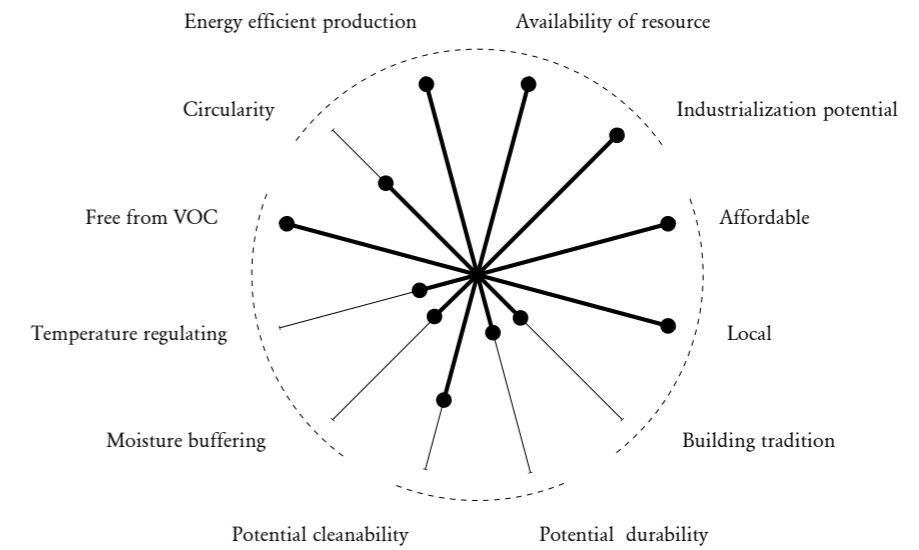 Energy efficient production
Availability of resource
Circularity
Industrialization potential
Free from VOC
Affordable
Temperature regulating
Local
Moisture buffering
Building tradition
Potential cleanability
Potential  durability